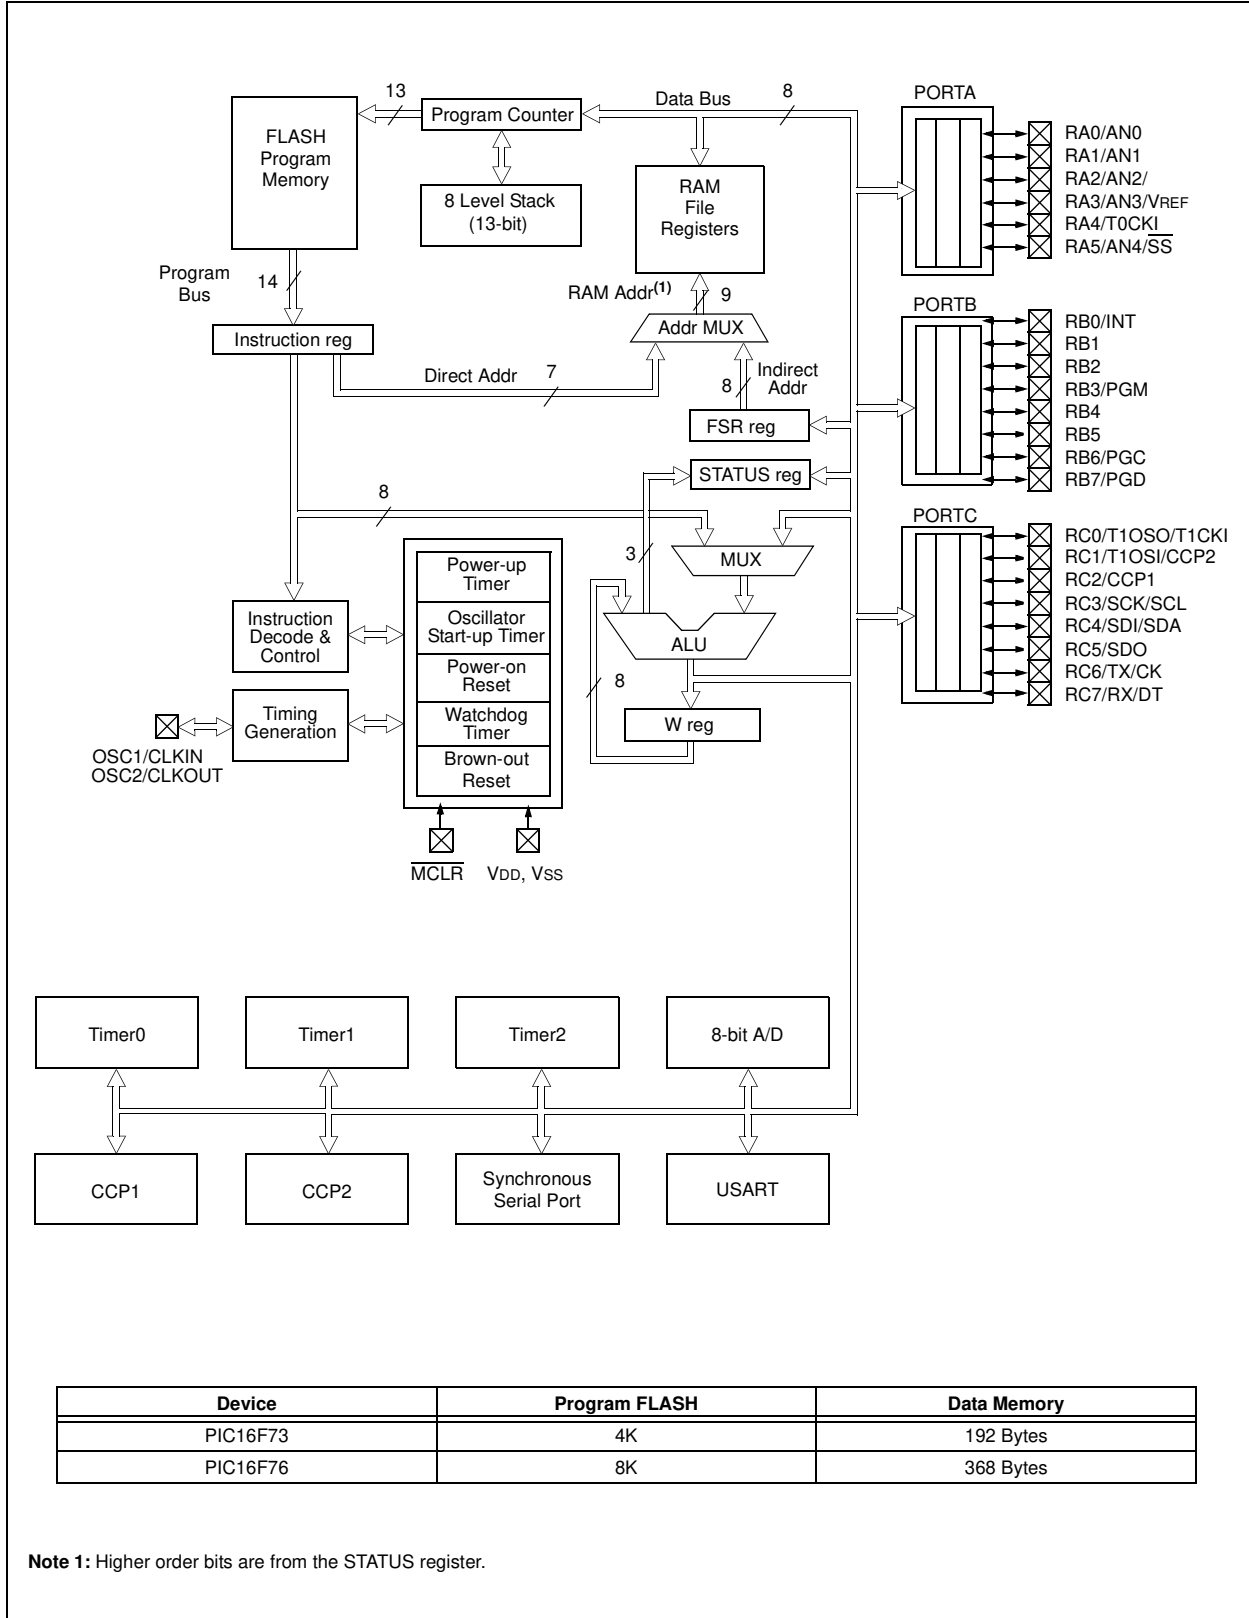 13
Data Bus
8
PORTA
FLASH
Program
Memory
Program Counter
8 Level Stack
(13-bit)
RAM
File
Registers
RA0/AN0
RA1/AN1
RA2/AN2/
RA3/AN3/VREF
RA4/T0CKI
RA5/AN4/SS
Program
Bus
14
RAM Addr(1)
9
PORTB
Instruction reg
Addr MUX
RB0/INT
RB1
RB2
RB3/PGM
RB4
RB5
RB6/PGC
RB7/PGD
Direct Addr
7
8
Indirect
Addr
FSR reg
STATUS reg
8
PORTC
3
MUX
RC0/T1OSO/T1CKI
RC1/T1OSI/CCP2
RC2/CCP1
RC3/SCK/SCL
RC4/SDI/SDA
RC5/SDO
RC6/TX/CK
RC7/RX/DT
Power-up
Timer
Instruction
Decode &
Control
Oscillator
Start-up Timer
ALU
Power-on
Reset
8
Timing
Generation
Watchdog
Timer
W reg
OSC1/CLKIN
OSC2/CLKOUT
Brown-out
Reset
MCLR
VDD, VSS
Timer0
Timer1
Timer2
8-bit A/D
CCP1
CCP2
Synchronous
Serial Port
USART
Device Program FLASH Data Memory
PIC16F73 4K 192 Bytes
PIC16F76 8K 368 Bytes
Note 1: Higher order bits are from the STATUS register.